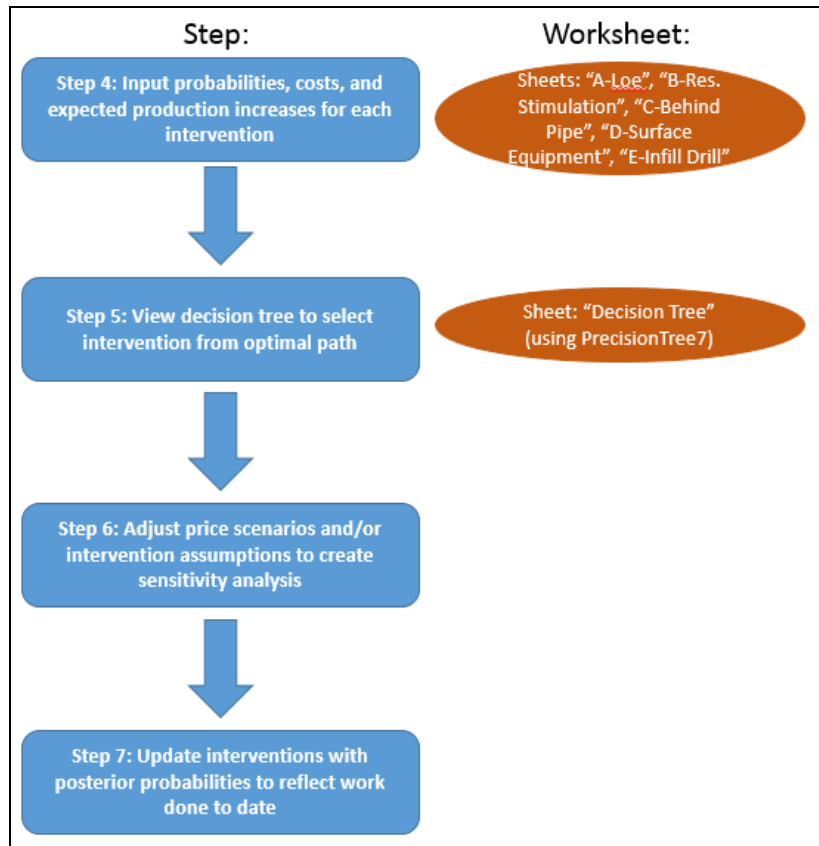 Step:
Worksheet:
Step 4: Input probabilities, costs, and
expected production increases for each
intervention
Sheets: “A-Loe”, “B-Res.
Stimulation”, “C-Behind
Pipe”, “D-Surface
Equipment”, “E-Infill Drill”
Step 5: View decision tree to select
intervention from optimal path
Sheet: “Decision Tree”
(using PrecisionTree7)
Step 6: Adjust price scenarios and/or
intervention assumptions to create
sensitivity analysis
Step 7: Update interventions with
posterior probabilities to reflect work
done to date